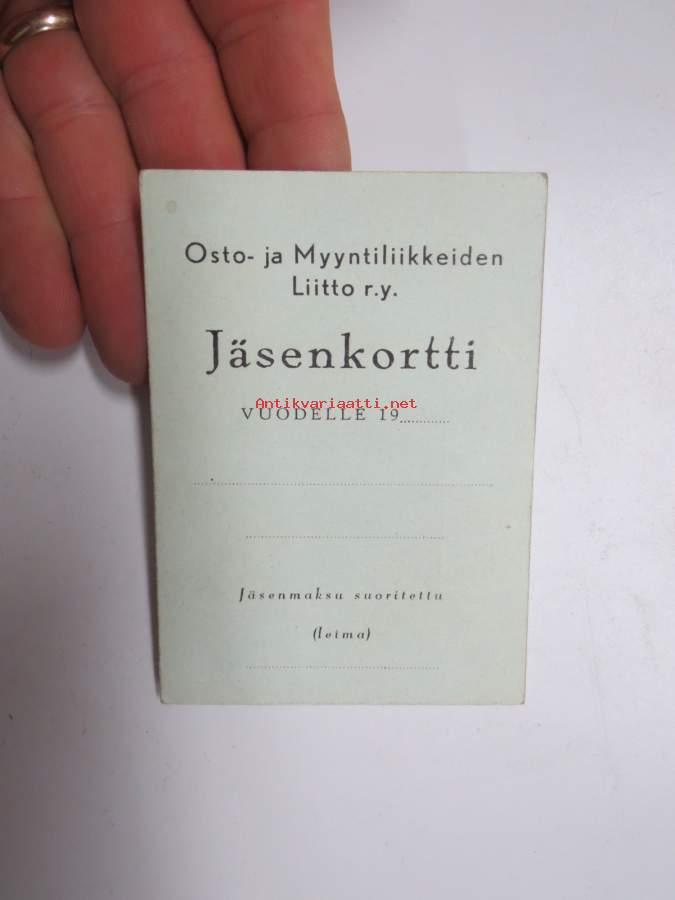 Osto- ja Myyntiliikkeiden
Liitto r.y.
Jäsenkortti
Antikvariaatti.net
VUODELLE 19
Jäsenmaksu suoritettu
(leima)